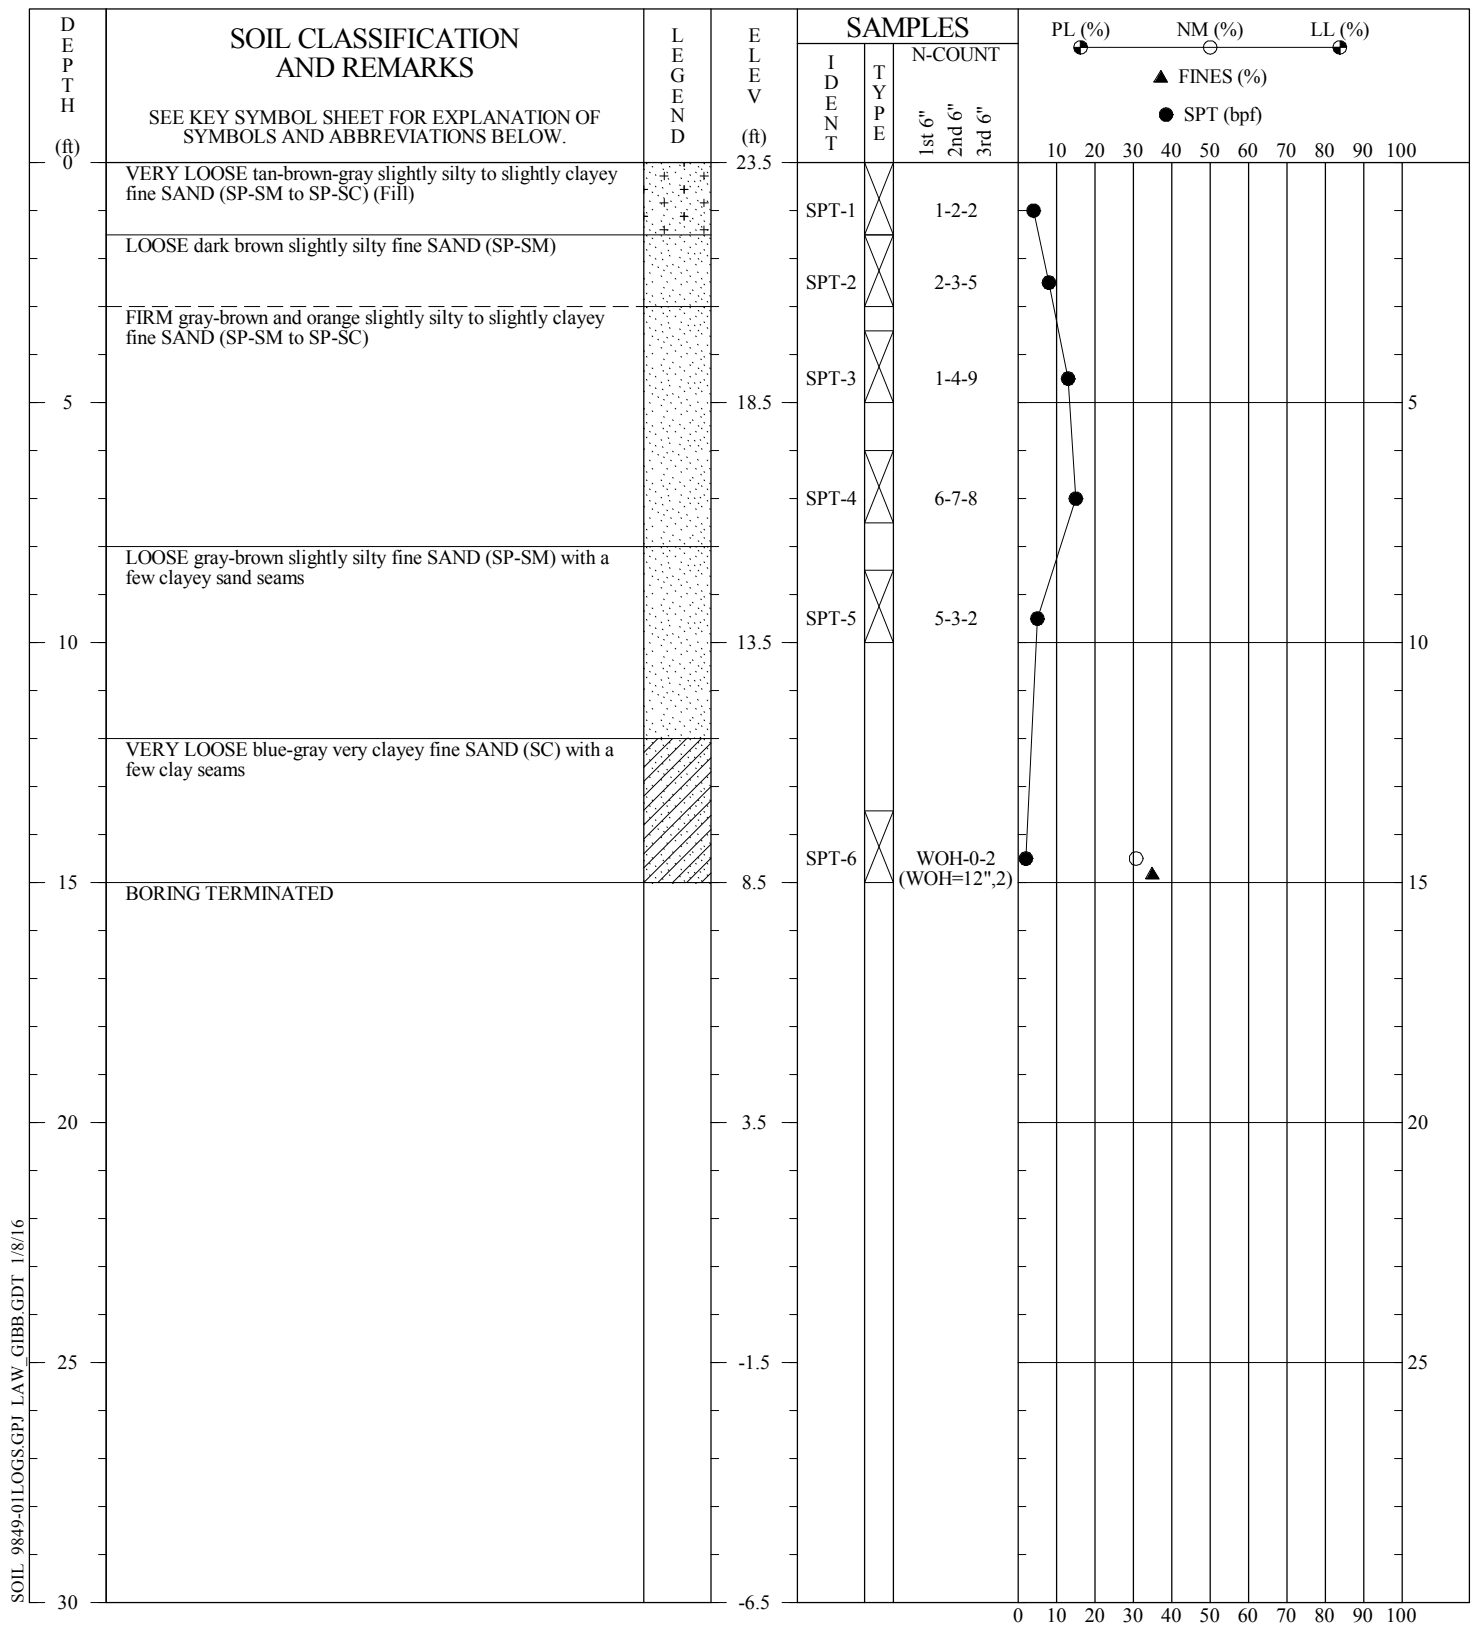 DEPTH
(ft)
SOIL CLASSIFICATION
AND REMARKS
SEE KEY SYMBOL SHEET FOR EXPLANATION OF
SYMBOLS AND ABBREVIATIONS BELOW.
LEGEND
ELEV
(ft)
SAMPLES
IDENT
TYPE
N-COUNT
1st 6"
2nd 6"
3rd 6"
PL (%) NM (%) LL (%)
FINES (%)
SPT (bpf)
10 20 30 40 50 60 70 80 90 100
0 23.5
VERY LOOSE tan-brown-gray slightly silty to slightly clayey
fine SAND (SP-SM to SP-SC) (Fill)
SPT-1 1-2-2
LOOSE dark brown slightly silty fine SAND (SP-SM)
SPT-2 2-3-5
FIRM gray-brown and orange slightly silty to slightly clayey
fine SAND (SP-SM to SP-SC)
SPT-3 1-4-9
5 18.5 5
SPT-4 6-7-8
LOOSE gray-brown slightly silty fine SAND (SP-SM) with a
few clayey sand seams
SPT-5 5-3-2
10 13.5 10
VERY LOOSE blue-gray very clayey fine SAND (SC) with a
few clay seams
SPT-6 WOH-0-2
(WOH=12",2)
15 8.5 15
BORING TERMINATED
20 3.5 20
25 -1.5 25
30 -6.5
0 10 20 30 40 50 60 70 80 90 100
SOIL 9849-01LOGS.GPJ LAW_GIBB.GDT 1/8/16